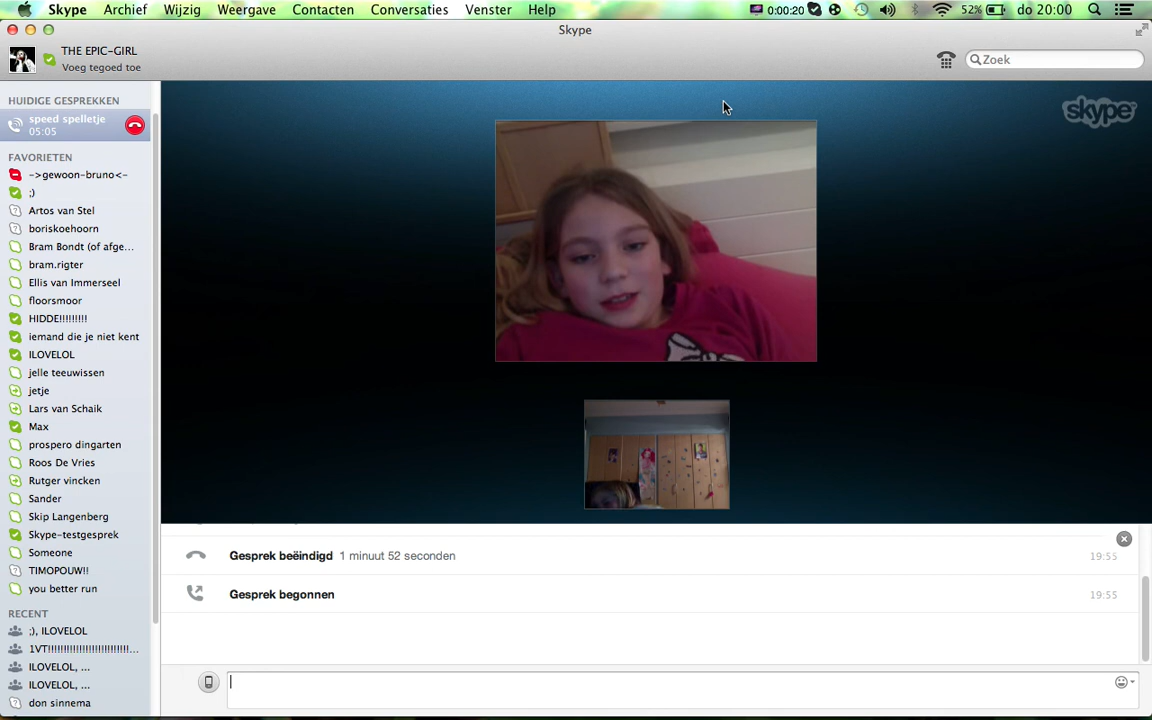 Skype Archief Wijzig Weergave Contacten Conversaties Venster Help 0:00:20 52% do 20:00
Skype
THE EPIC-GIRL
Voeg tegoed toe
Zoek
HUIDIGE GESPREKKEN
speed spelletje
05:05
FAVORIETEN
->gewoon-bruno<-
;)
Artos van Stel
boriskoehoorn
Bram Bondt (of afge...
bram.rigter
Ellis van Immerseel
floorsmoor
HIDDE!!!!!!!!!
iemand die je niet kent
ILOVELOL
jelle teeuwissen
jetje
Lars van Schaik
Max
prospero dingarten
Roos De Vries
Rutger vincken
Sander
Skip Langenberg
Skype-testgesprek
Someone
TIMOPOUW!!
you better run
RECENT
;), ILOVELOL
ILOVELOL, ...
ILOVELOL, ...
don sinnema
skype
Gesprek beëindigd 1 minuut 52 seconden 19:55
Gesprek begonnen 19:55